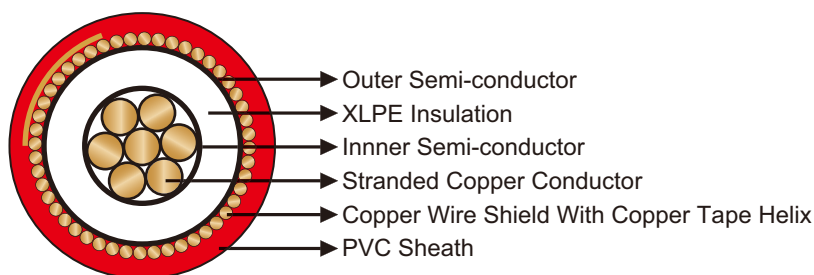 Outer Semi-conductor
XLPE Insulation
Innner Semi-conductor
Stranded Copper Conductor
Copper Wire Shield With Copper Tape Helix
PVC Sheath